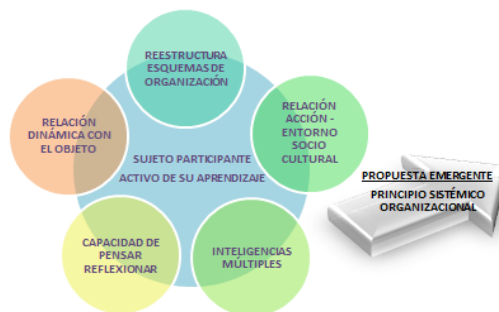 REESTRUCTURA
ESQUEMAS DE
ORGANIZACIÓN
RELACIÓN
DINÁMICA CON
EL OBJETO
RELACIÓN
ACCIÓN -
ENTORNO
SOCIO
CULTURAL
SUJETO PARTICIPANTE
ACTIVO DE SU APRENDIZAJE
CAPACIDAD DE
PENSAR
REFLEXIONAR
INTELIGENCIAS
MÚLTIPLES
PROPUESTA EMERGENTE
PRINCIPIO SISTÉMICO
ORGANIZACIONAL